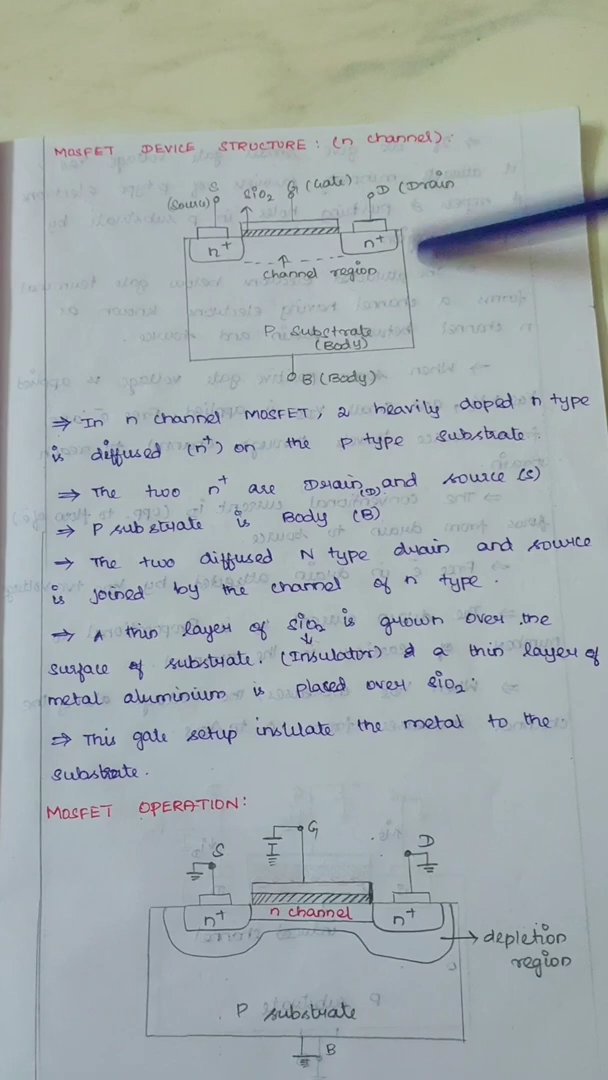 MOSFET DEVICE STRUCTURE: (n channel):
S
(Source)
SiO2
G (Gate)
D (Drain
n+
n+
channel region
P substrate
(Body)
B (Body)
⇒ In n channel MOSFET, 2 heavily doped n type
is diffused (n+) on the p type substrate.
⇒ The two n+ are Drain (D) and source (S)
⇒ P substrate is Body (B)
⇒ The two diffused N type drain and source
is joined by the channel of n type.
⇒ A thin layer of SiO2 is grown over the
surface of substrate. (Insulator) & a thin layer of
metal aluminium is plased over SiO2.
⇒ This gate setup insulate the metal to the
substrate.
MOSFET OPERATION:
S
G
D
n+
n channel
n+
depletion
region
P substrate
B